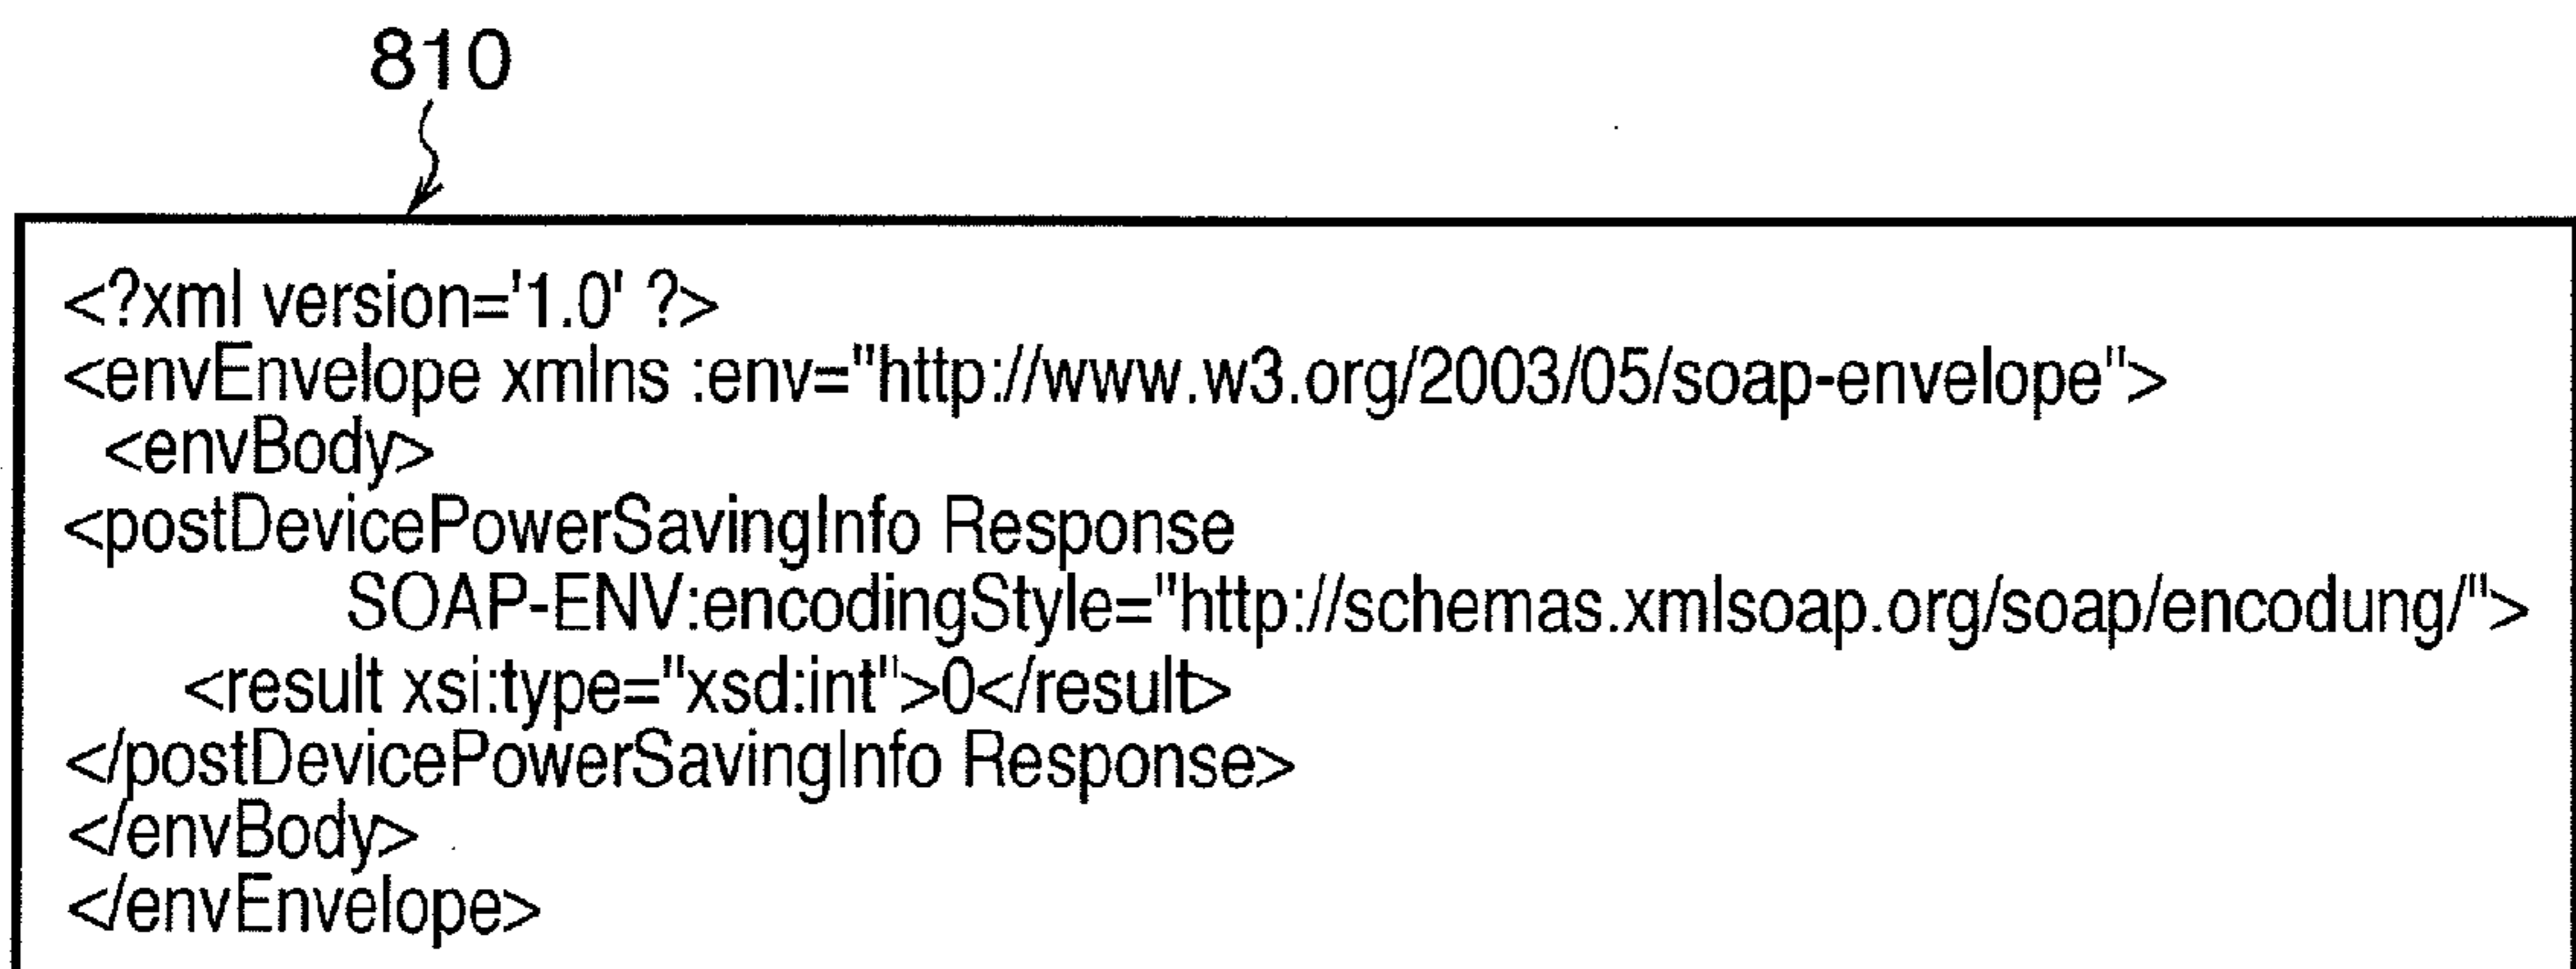 810
<?xml version='1.0' ?>
<envEnvelope xmlns :env="http://www.w3.org/2003/05/soap-envelope">
<envBody>
<postDevicePowerSavingInfo Response
SOAP-ENV:encodingStyle="http://schemas.xmlsoap.org/soap/encodung/">
<result xsi:type="xsd:int">0</result>
</postDevicePowerSavingInfo Response>
</envBody>
</envEnvelope>